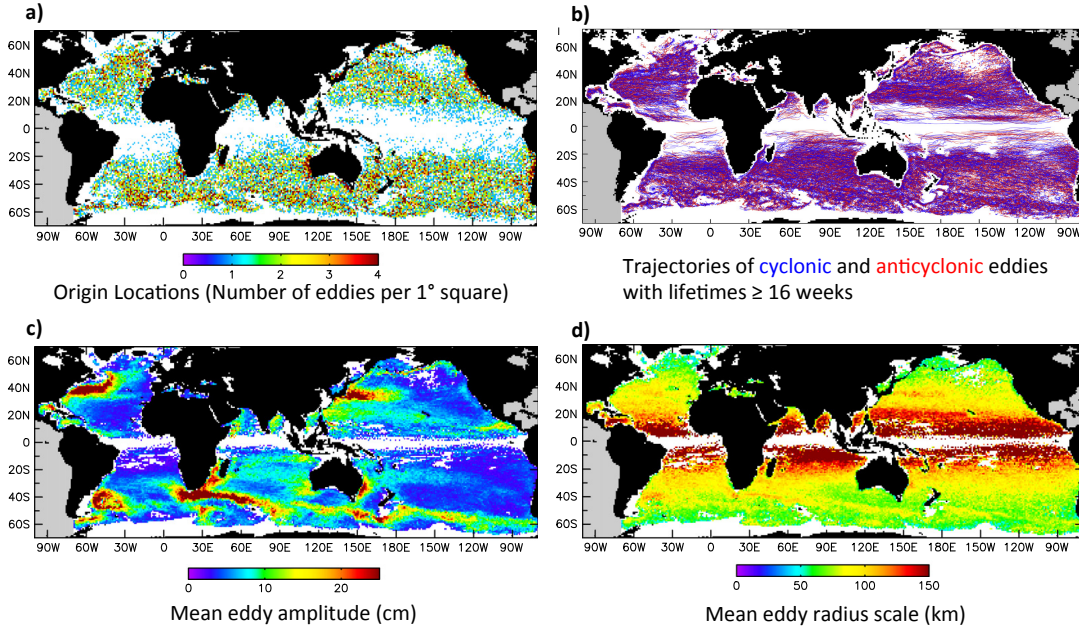 a)
60N
40N
20N
0
20S
40S
60S
90W 60W 30W 0 30E 60E 90E 120E 150E 180E 150W 120W 90W
0 1 2 3 4
Origin Locations (Number of eddies per 1° square)
b)
60N
40N
20N
0
20S
40S
60S
90W 60W 30W 0 30E 60E 90E 120E 150E 180E 150W 120W 90W
Trajectories of cyclonic and anticyclonic eddies
with lifetimes ≥ 16 weeks
c)
60N
40N
20N
0
20S
40S
60S
90W 60W 30W 0 30E 60E 90E 120E 150E 180E 150W 120W 90W
0 10 20
Mean eddy amplitude (cm)
d)
60N
40N
20N
0
20S
40S
60S
90W 60W 30W 0 30E 60E 90E 120E 150E 180E 150W 120W 90W
0 50 100 150
Mean eddy radius scale (km)